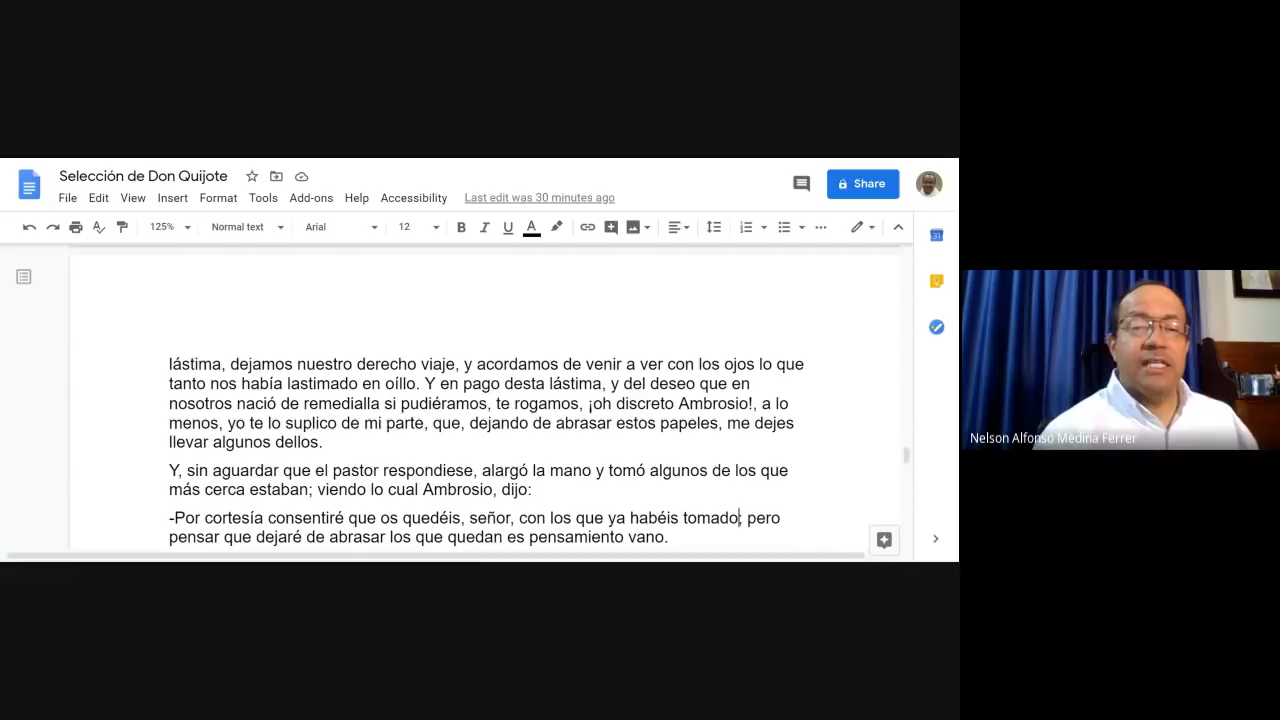 Selección de Don Quijote
File Edit View Insert Format Tools Add-ons Help Accessibility Last edit was 30 minutes ago
Share
125% Normal text Arial 12 B I U A
lástima, dejamos nuestro derecho viaje, y acordamos de venir a ver con los ojos lo que
tanto nos había lastimado en oíllo. Y en pago desta lástima, y del deseo que en
nosotros nació de remedialla si pudiéramos, te rogamos, ¡oh discreto Ambrosio!, a lo
menos, yo te lo suplico de mi parte, que, dejando de abrasar estos papeles, me dejes
llevar algunos dellos.
Y, sin aguardar que el pastor respondiese, alargó la mano y tomó algunos de los que
más cerca estaban; viendo lo cual Ambrosio, dijo:
-Por cortesía consentiré que os quedéis, señor, con los que ya habéis tomado; pero
pensar que dejaré de abrasar los que quedan es pensamiento vano.
Nelson Alfonso Medina Ferrer